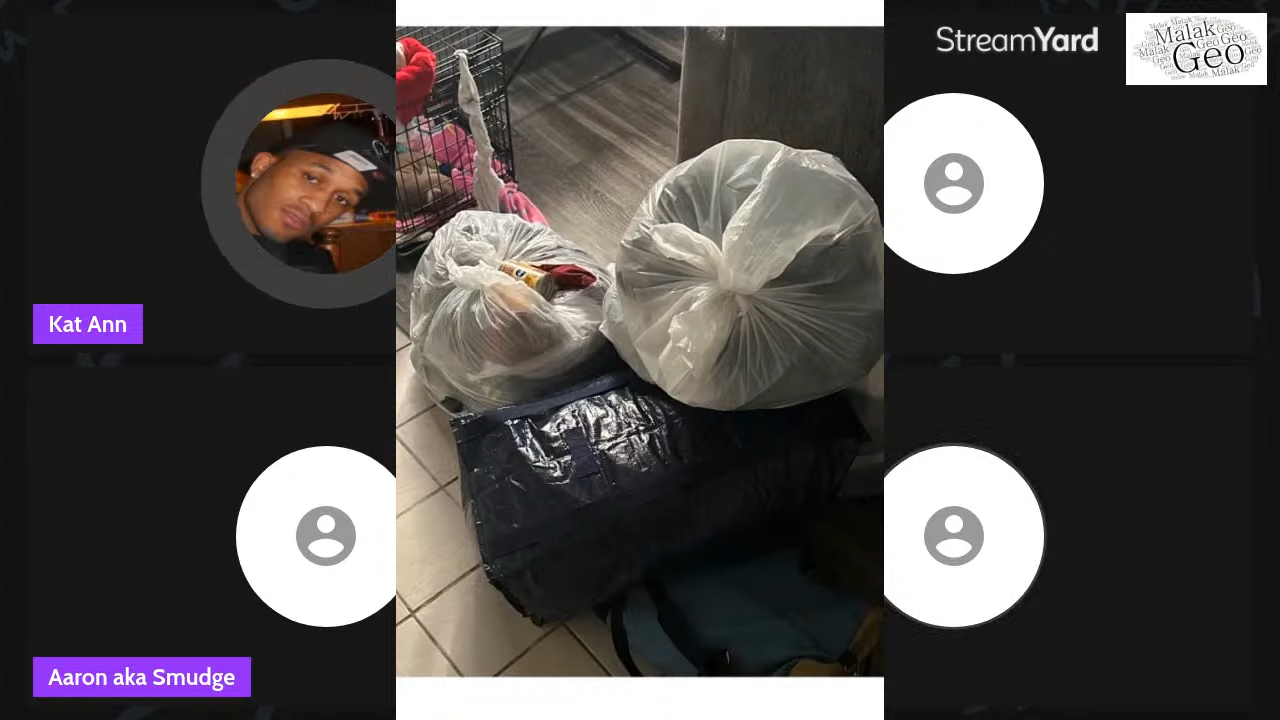 StreamYard
Malak
Geo
Kat Ann
Aaron aka Smudge